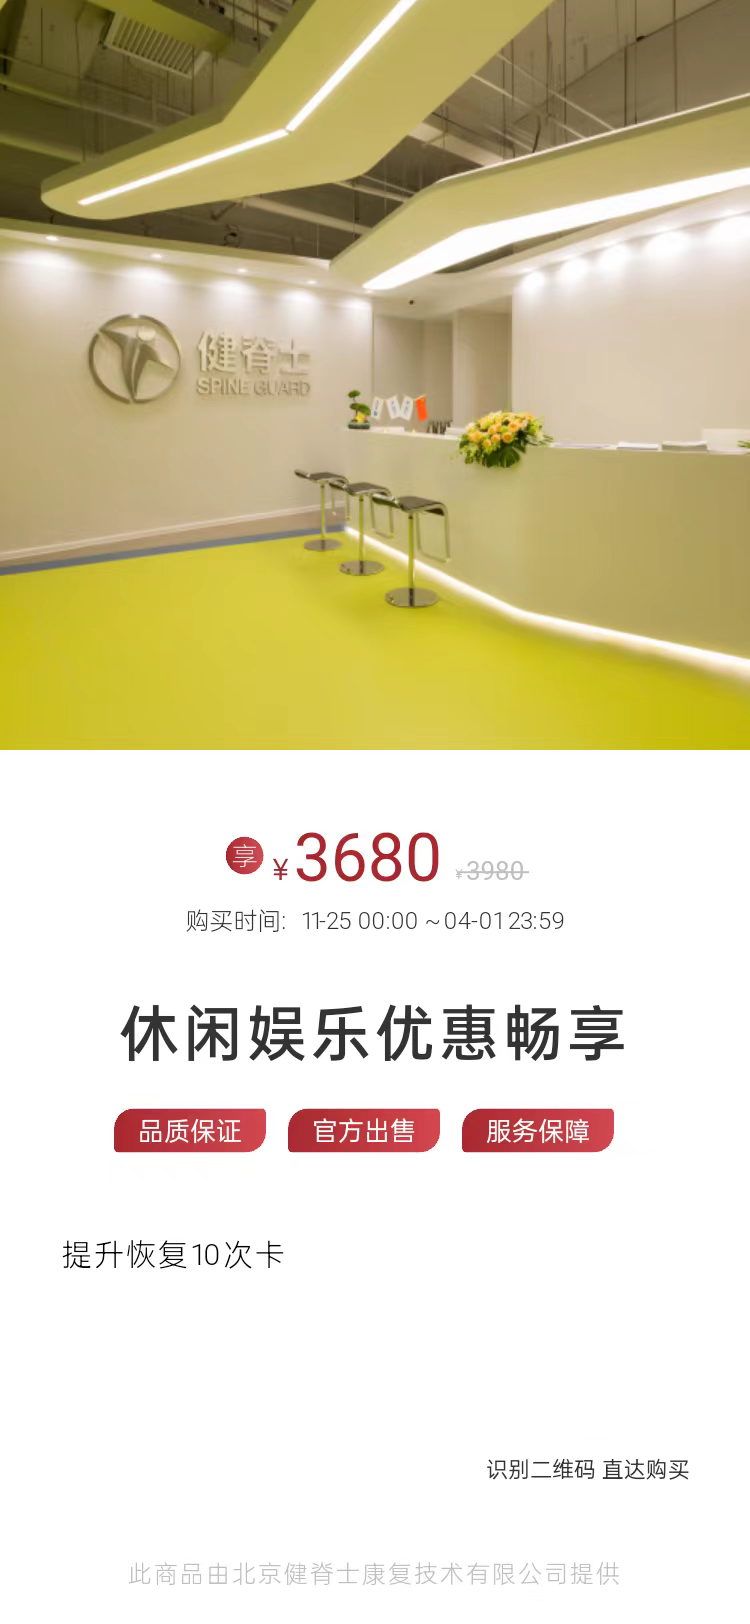 健脊士
SPINE GUARD
享 ¥3680 ¥3980
购买时间: 11-25 00:00 ~ 04-01 23:59
休闲娱乐优惠畅享
品质保证 官方出售 服务保障
提升恢复10次卡
识别二维码 直达购买
此商品由北京健脊士康复技术有限公司提供